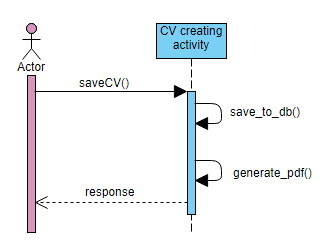 CV creating
activity
Actor
saveCV()
save_to_db()
generate_pdf()
response